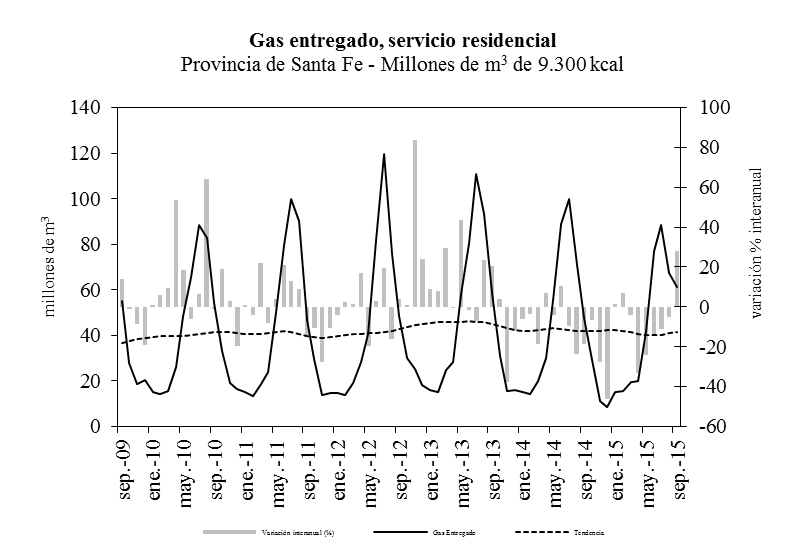 Gas entregado, servicio residencial
Provincia de Santa Fe - Millones de m³ de 9.300 kcal
140
120
100
80
60
40
20
0
millones de m³
100
80
60
40
20
0
-20
-40
-60
variación % interanual
sep.-09
ene.-10
may.-10
sep.-10
ene.-11
may.-11
sep.-11
ene.-12
may.-12
sep.-12
ene.-13
may.-13
sep.-13
ene.-14
may.-14
sep.-14
ene.-15
may.-15
sep.-15
Variación interanual (%)
Gas Entregado
Tendencia